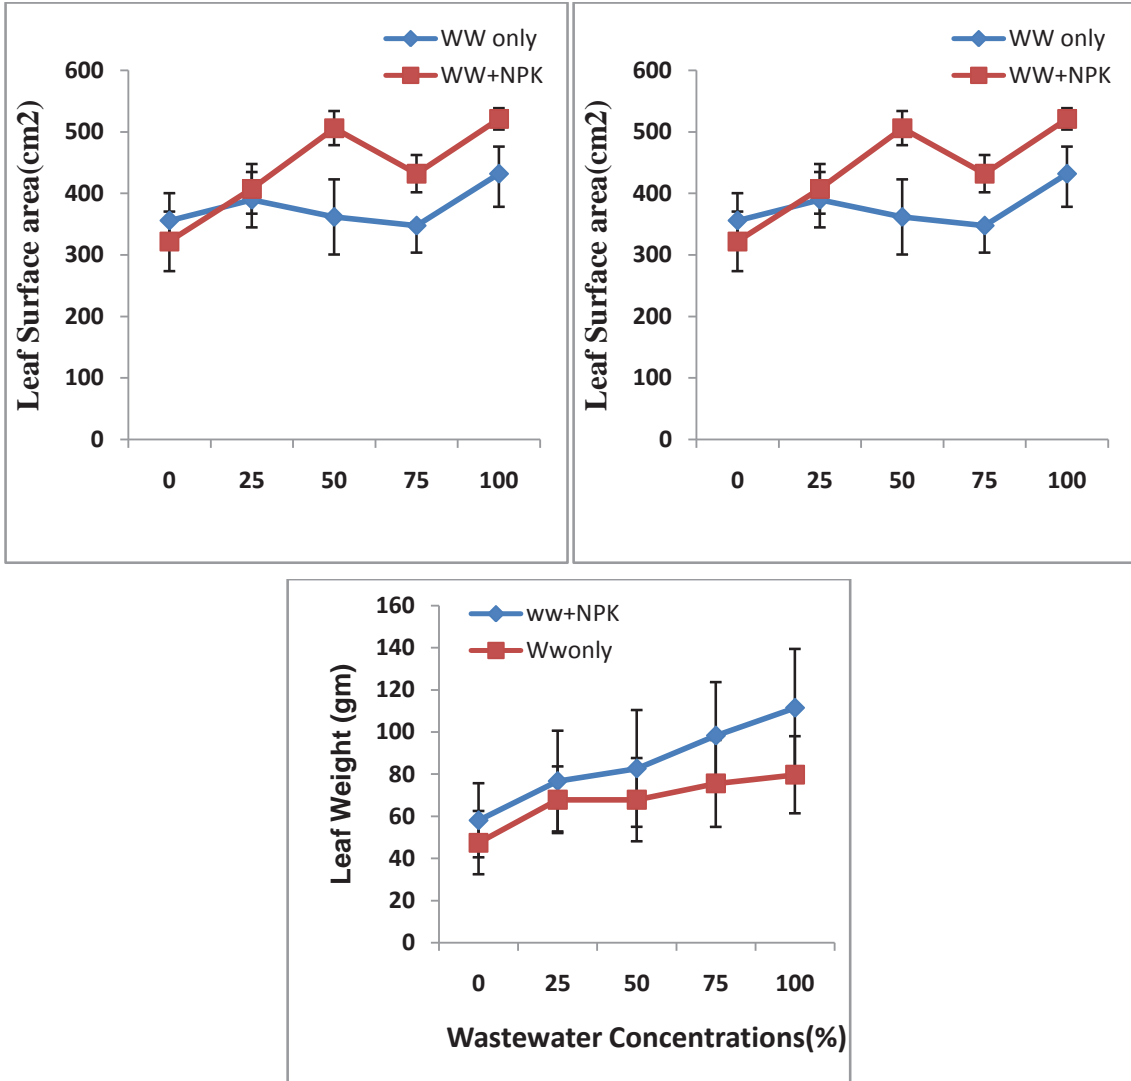 WW only
WW+NPK
Leaf Surface area(cm2)
600
500
400
300
200
100
0
0 25 50 75 100
WW only
WW+NPK
Leaf Surface area(cm2)
600
500
400
300
200
100
0
0 25 50 75 100
ww+NPK
Wwonly
Leaf Weight (gm)
160
140
120
100
80
60
40
20
0
0 25 50 75 100
Wastewater Concentrations(%)